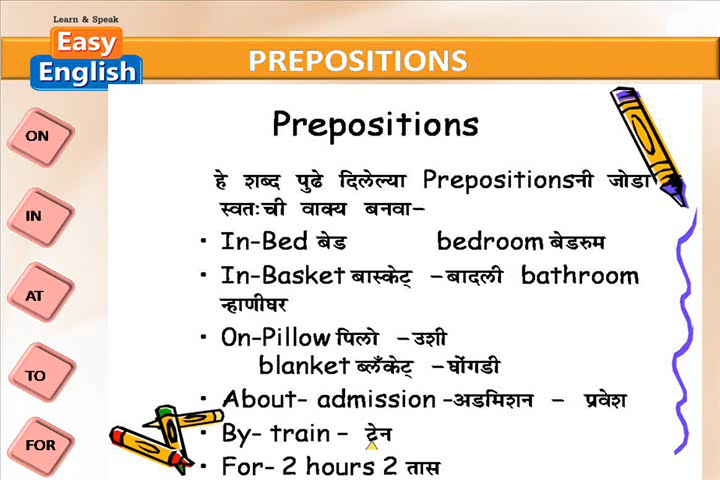 Learn & Speak
Easy
English
PREPOSITIONS
ON
IN
AT
TO
FOR
Prepositions
हे शब्द पुढे दिलेल्या Prepositionsनी जोडा
स्वतःची वाक्य बनवा–
• In-Bed बेड bedroom बेडरुम
• In-Basket बास्केट् –बादली bathroom
न्हाणीघर
• On-Pillow पिलो –उशी
blanket ब्लँकेट् –घोंगडी
• About- admission -अडमिशन – प्रवेश
• By- train - ट्रेन
• For- 2 hours 2 तास